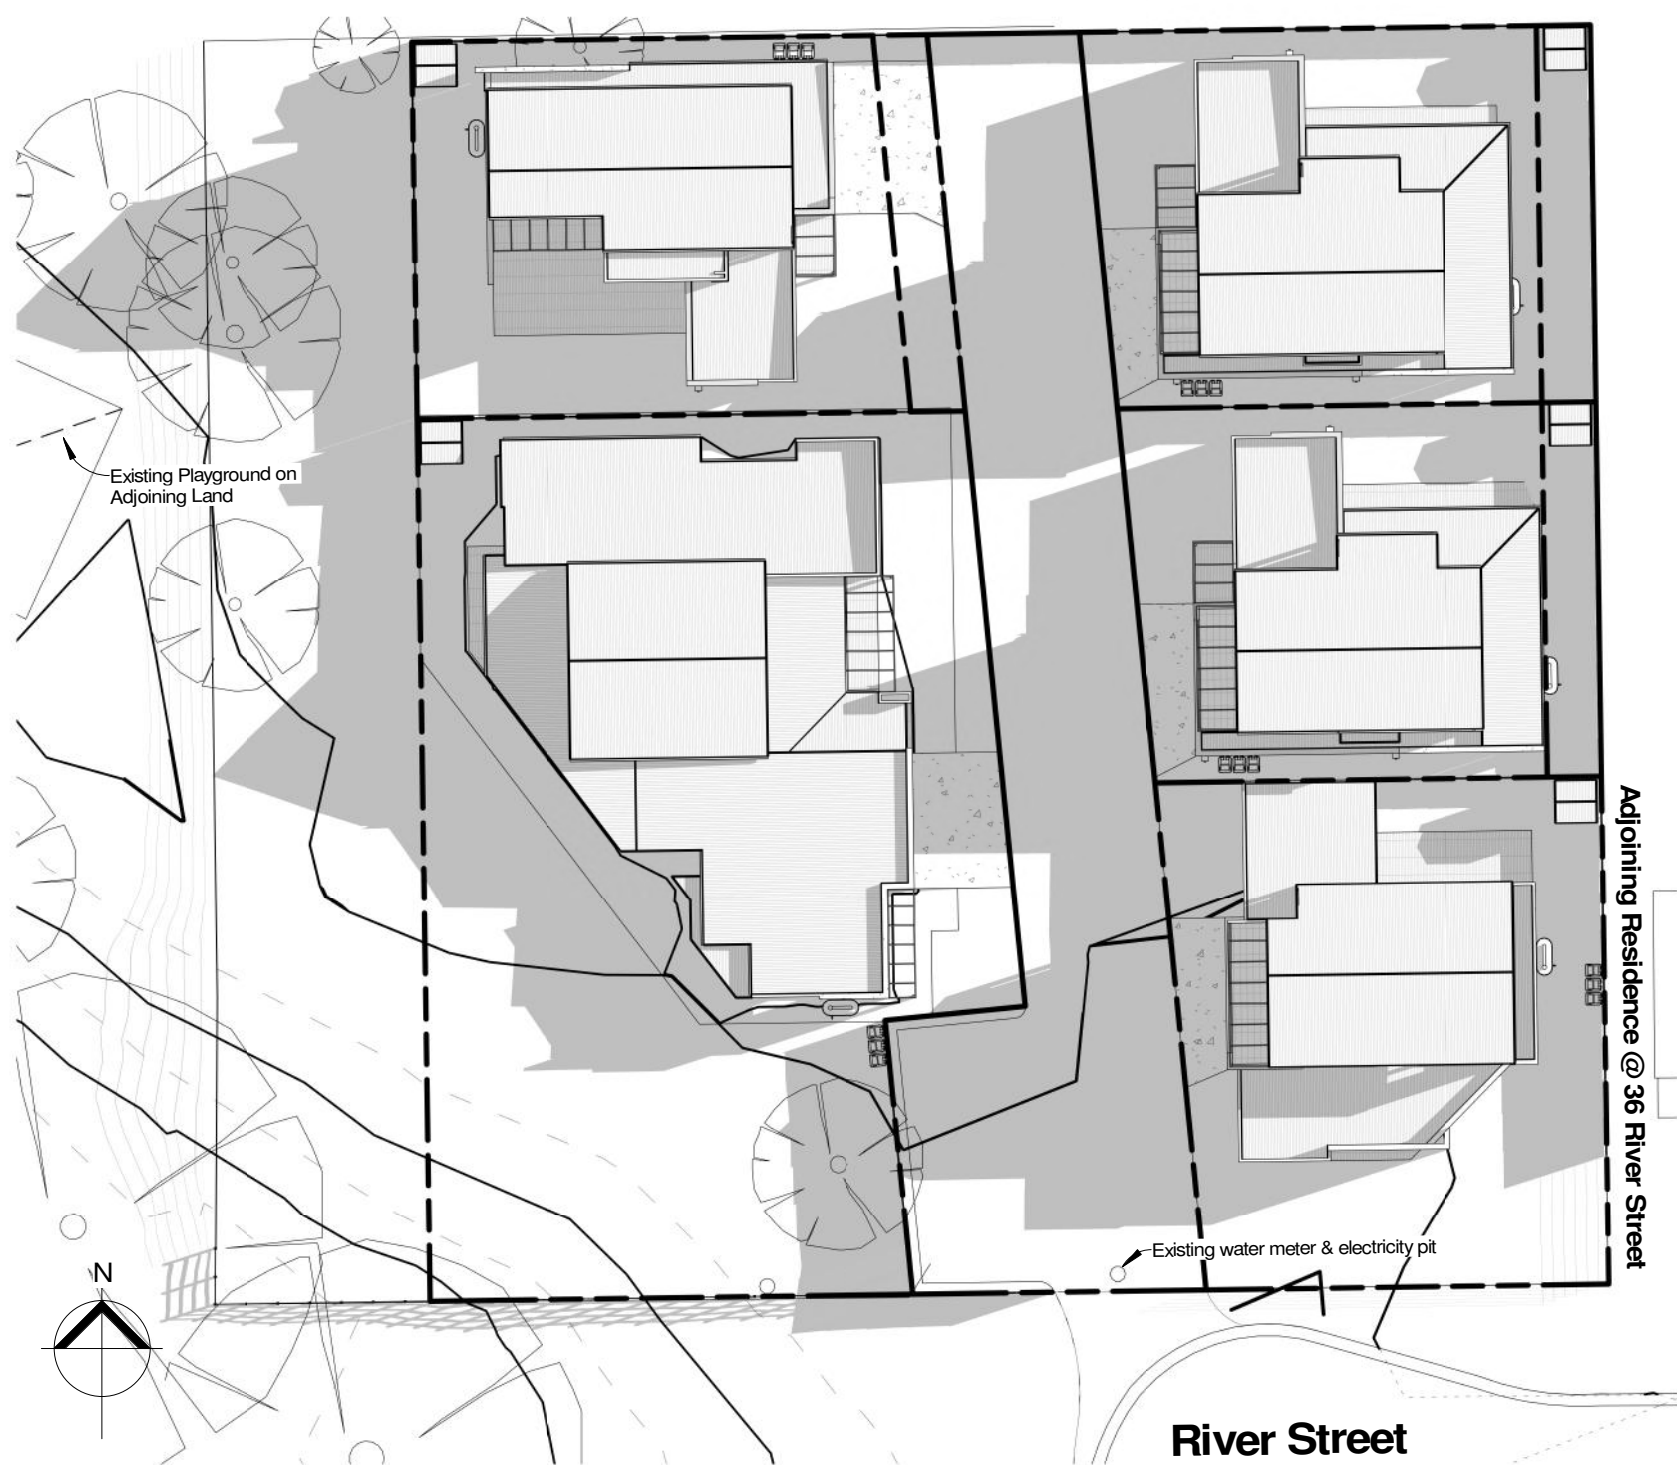 Existing Playground on
Adjoining Land
Adjoining Residence @ 36 River Street
Existing water meter & electricity pit
N
River Street